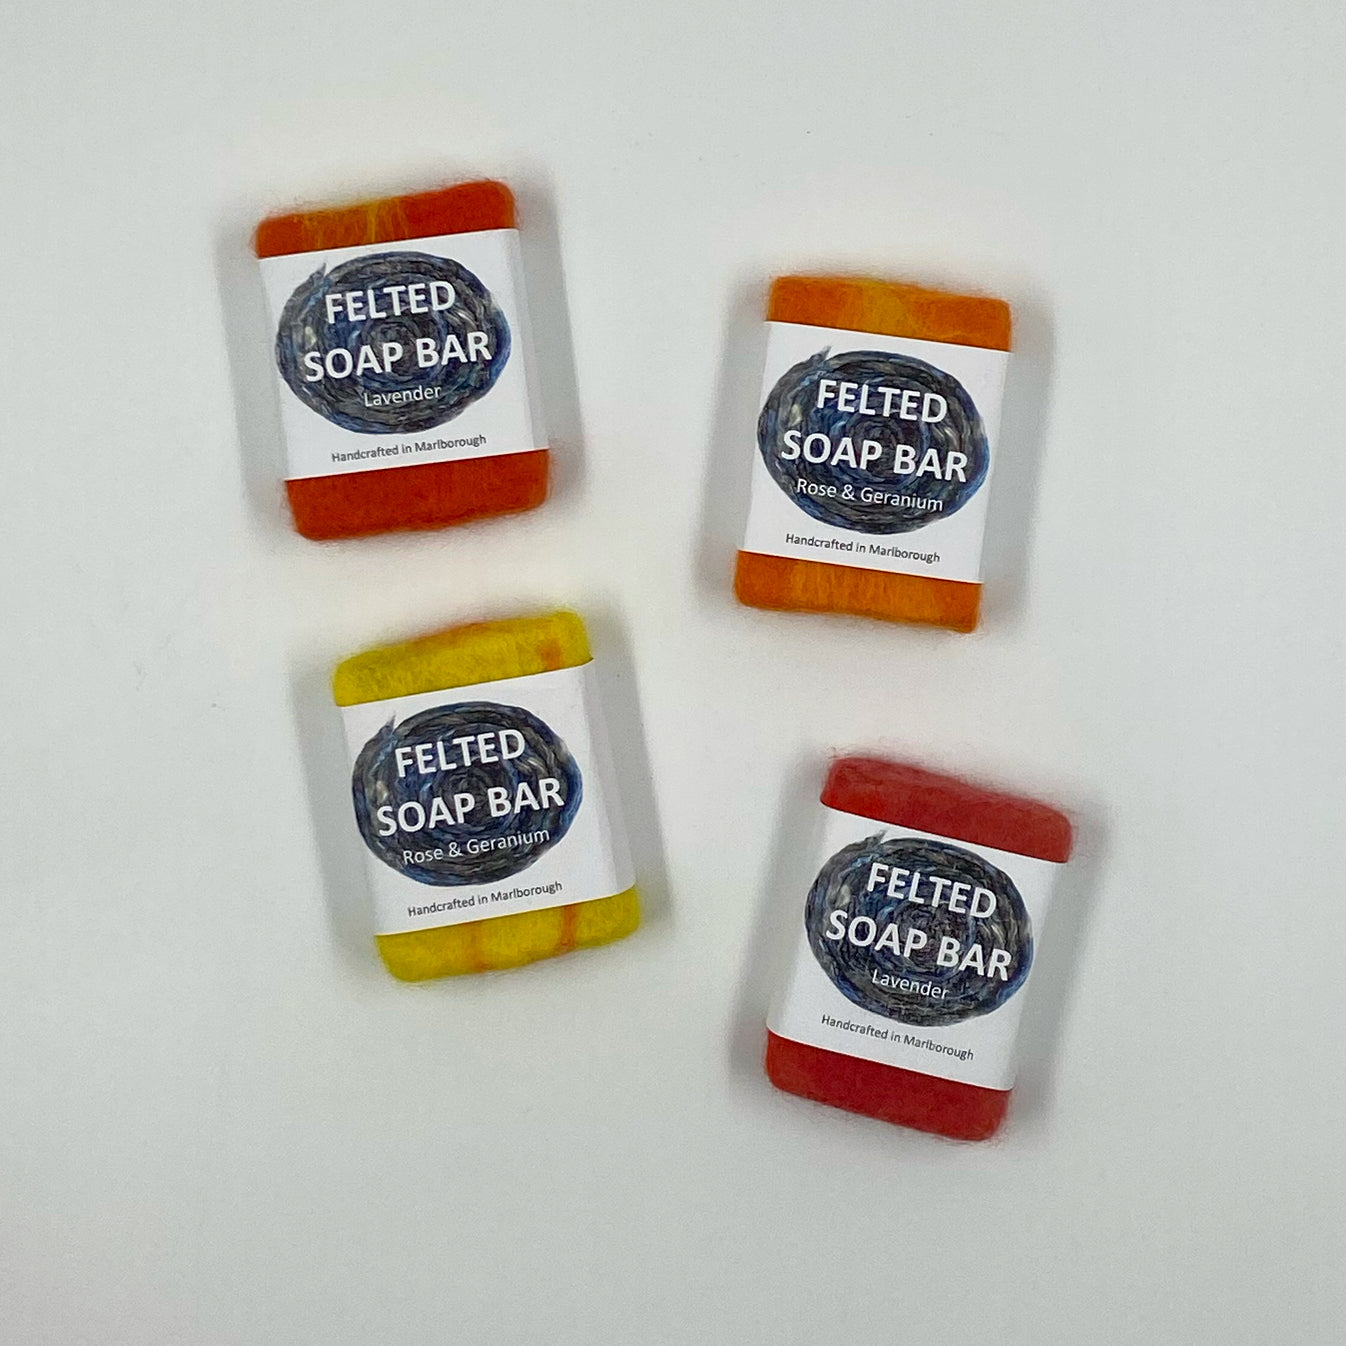 FELTED
SOAP BAR
Lavender
Handcrafted in Marlborough
FELTED
SOAP BAR
Rose & Geranium
Handcrafted in Marlborough
FELTED
SOAP BAR
Rose & Geranium
Handcrafted in Marlborough
FELTED
SOAP BAR
Lavender
Handcrafted in Marlborough